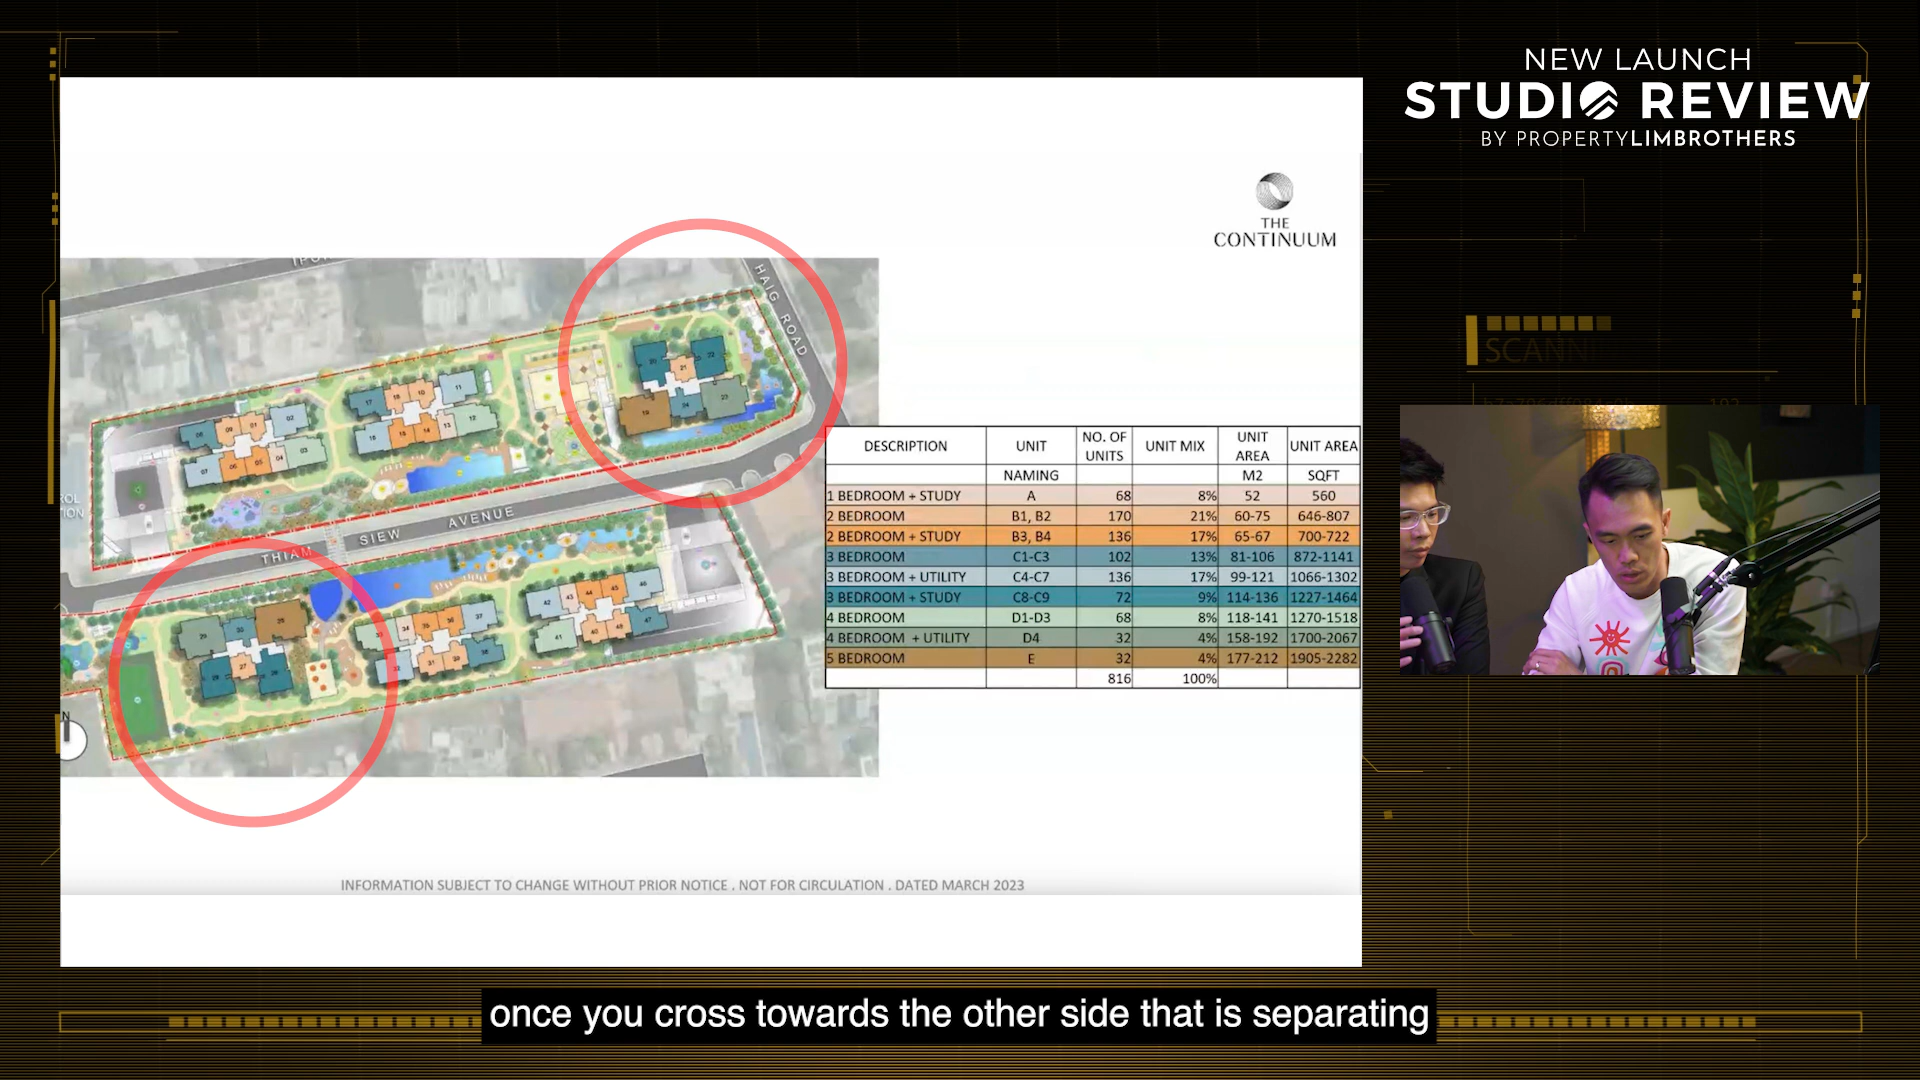 NEW LAUNCH
STUDIO REVIEW
BY PROPERTYLIMBROTHERS
THE
CONTINUUM
HAIG ROAD
THIAM SIEW AVENUE
N
DESCRIPTION UNIT NO. OF UNITS UNIT MIX UNIT AREA UNIT AREA
NAMING M2 SQFT
1 BEDROOM + STUDY A 68 8% 52 560
2 BEDROOM B1, B2 170 21% 60-75 646-807
2 BEDROOM + STUDY B3, B4 136 17% 65-67 700-722
3 BEDROOM C1-C3 102 13% 81-106 872-1141
3 BEDROOM + UTILITY C4-C7 136 17% 99-121 1066-1302
3 BEDROOM + STUDY C8-C9 72 9% 114-136 1227-1464
4 BEDROOM D1-D3 68 8% 118-141 1270-1518
4 BEDROOM + UTILITY D4 32 4% 158-192 1700-2067
5 BEDROOM E 32 4% 177-212 1905-2282
816 100%
INFORMATION SUBJECT TO CHANGE WITHOUT PRIOR NOTICE . NOT FOR CIRCULATION . DATED MARCH 2023
once you cross towards the other side that is separating